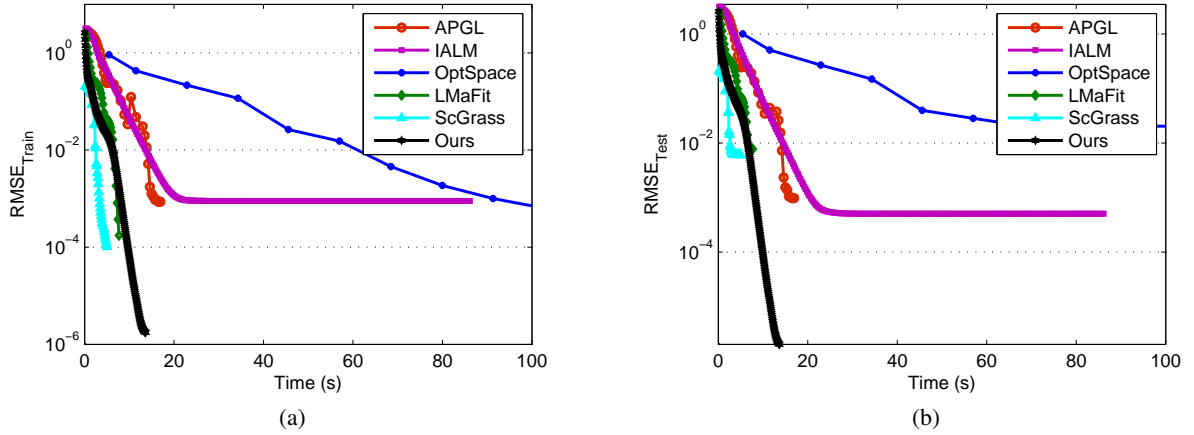 10^0
10^-2
10^-4
10^-6
RMSE_Train
0 20 40 60 80 100
Time (s)
APGL
IALM
OptSpace
LMaFit
ScGrass
Ours
(a)
10^0
10^-2
10^-4
RMSE_Test
0 20 40 60 80 100
Time (s)
APGL
IALM
OptSpace
LMaFit
ScGrass
Ours
(b)